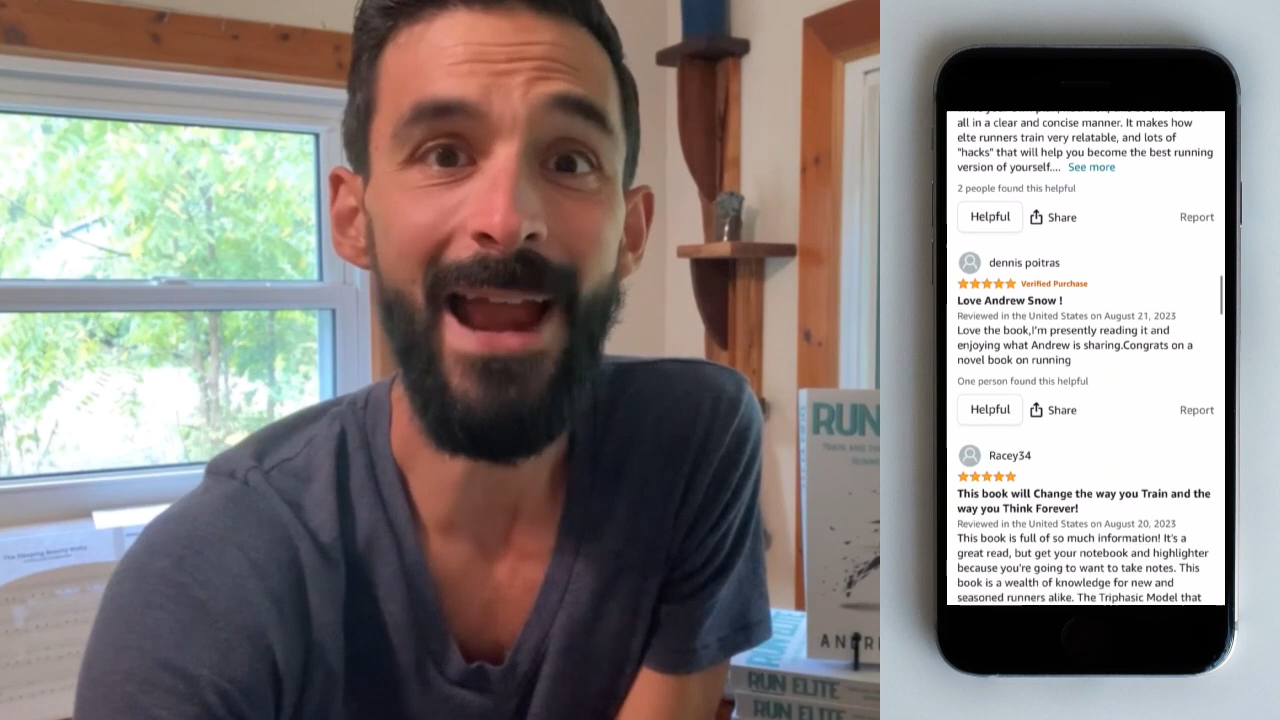 The Sleeping Beauty Waltz
RUN
ANDR
RUN ELITE
RUN ELITE
RUN ELITE
all in a clear and concise manner. It makes how
elte runners train very relatable, and lots of
"hacks" that will help you become the best running
version of yourself.... See more
2 people found this helpful
Helpful Share Report
dennis poitras
Verified Purchase
Love Andrew Snow !
Reviewed in the United States on August 21, 2023
Love the book,I'm presently reading it and
enjoying what Andrew is sharing.Congrats on a
novel book on running
One person found this helpful
Helpful Share Report
Racey34
This book will Change the way you Train and the
way you Think Forever!
Reviewed in the United States on August 20, 2023
This book is full of so much information! It's a
great read, but get your notebook and highlighter
because you're going to want to take notes. This
book is a wealth of knowledge for new and
seasoned runners alike. The Triphasic Model that